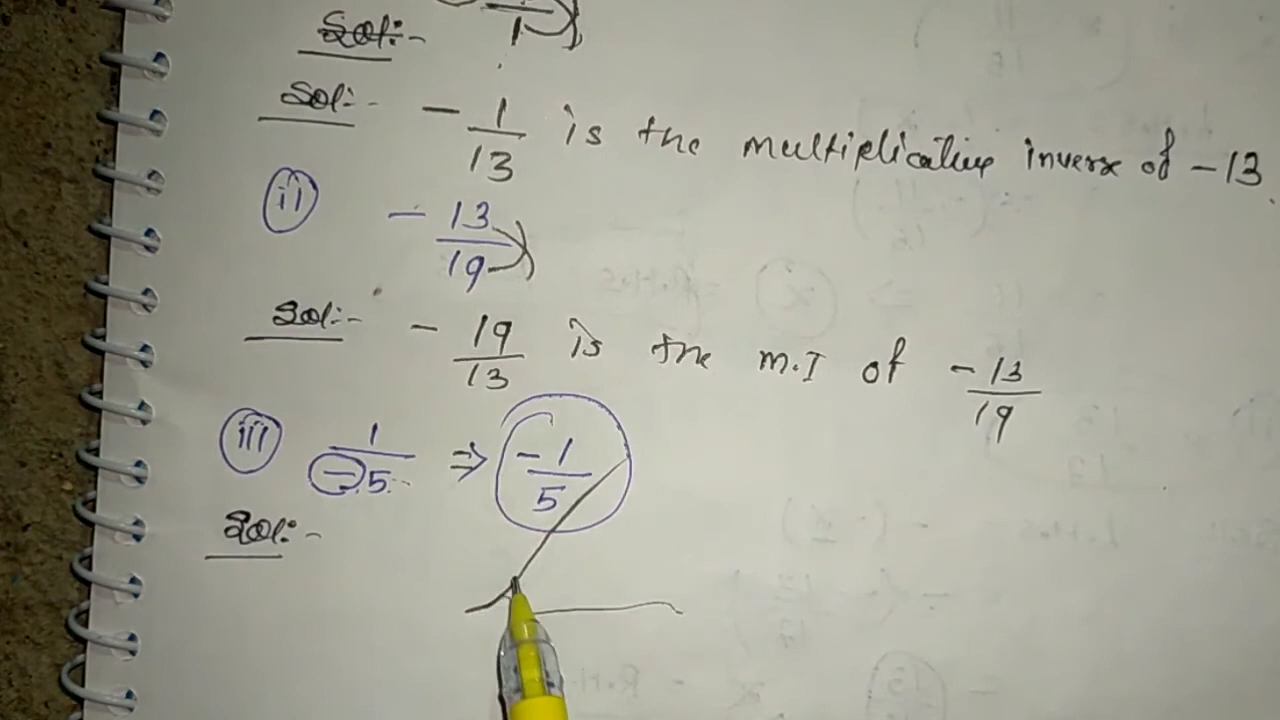 1
Sol:-
Sol:- - 1/13 is the multiplicative inverse of -13
ii) - 13/19
Sol:- - 19/13 is the M.I of - 13/19
iii) 1/-5 ⇒ -1/5
Sol:-